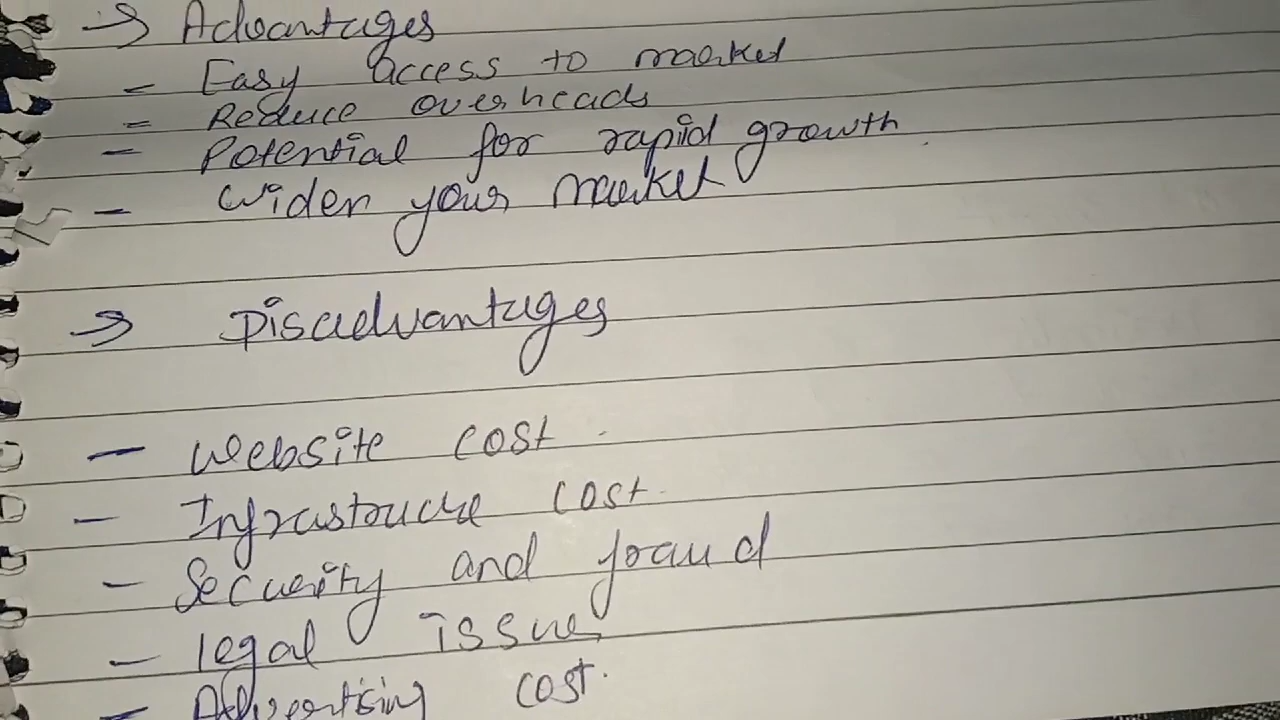 → Advantages
- Easy access to market
- Reduce overheads
- Potential for rapid growth
- Widen your market
→ Disadvantages
- Website cost.
- Infrastructure cost.
- Security and fraud
- legal issue
- Advertising cost.